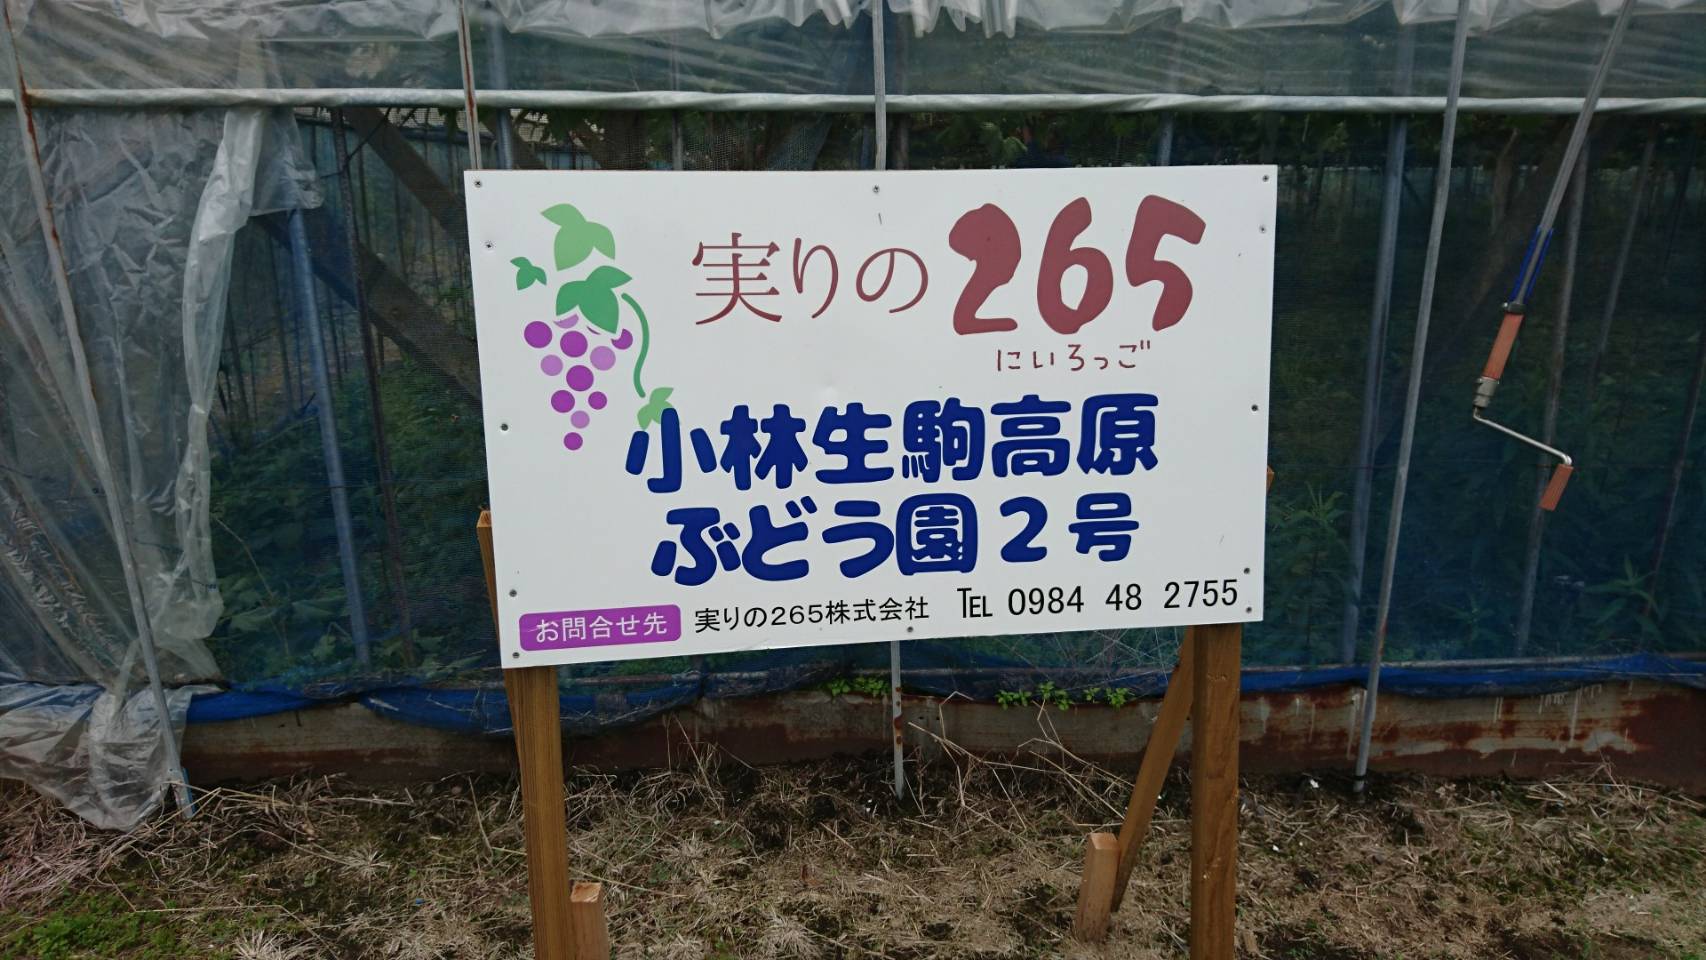 実りの265
にいろっご
小林生駒高原
ぶどう園2号
お問合せ先 実りの265株式会社 TEL 0984 48 2755